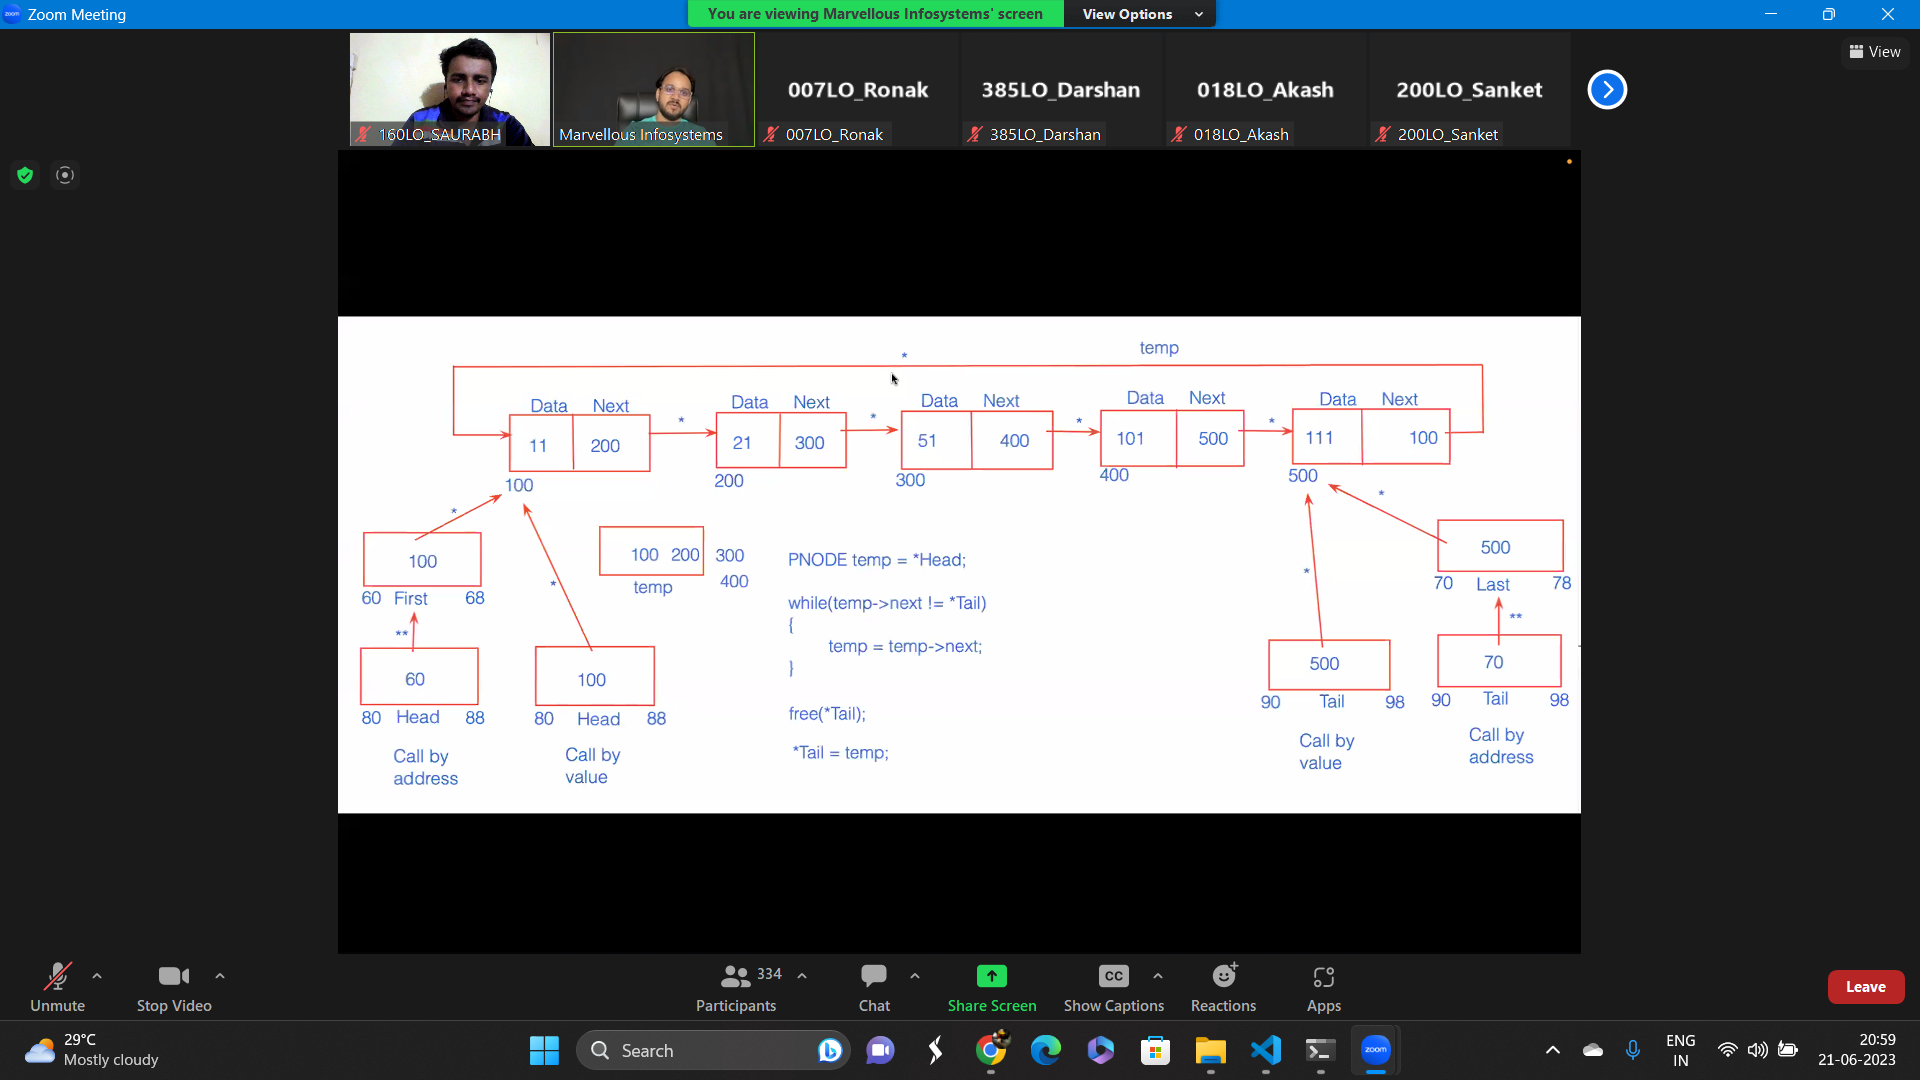 zoom Zoom Meeting
You are viewing Marvellous Infosystems' screen View Options
View
007LO_Ronak 385LO_Darshan 018LO_Akash 200LO_Sanket
160LO_SAURABH Marvellous Infosystems 007LO_Ronak 385LO_Darshan 018LO_Akash 200LO_Sanket
* temp
Data Next Data Next Data Next Data Next Data Next
11 200 * 21 300 * 51 400 * 101 500 * 111 100
100 200 300 400 500
* * * *
100
60 First 68
**
60
80 Head 88
Call by
address
100
80 Head 88
Call by
value
100 200 300
temp 400
PNODE temp = *Head;
while(temp->next != *Tail)
{
temp = temp->next;
}
free(*Tail);
*Tail = temp;
500
90 Tail 98
Call by
value
500
70 Last 78
**
70
90 Tail 98
Call by
address
Unmute Stop Video 334 Participants Chat Share Screen CC Show Captions Reactions Apps Leave
29°C
Mostly cloudy
Search
zoom
ENG
IN
20:59
21-06-2023